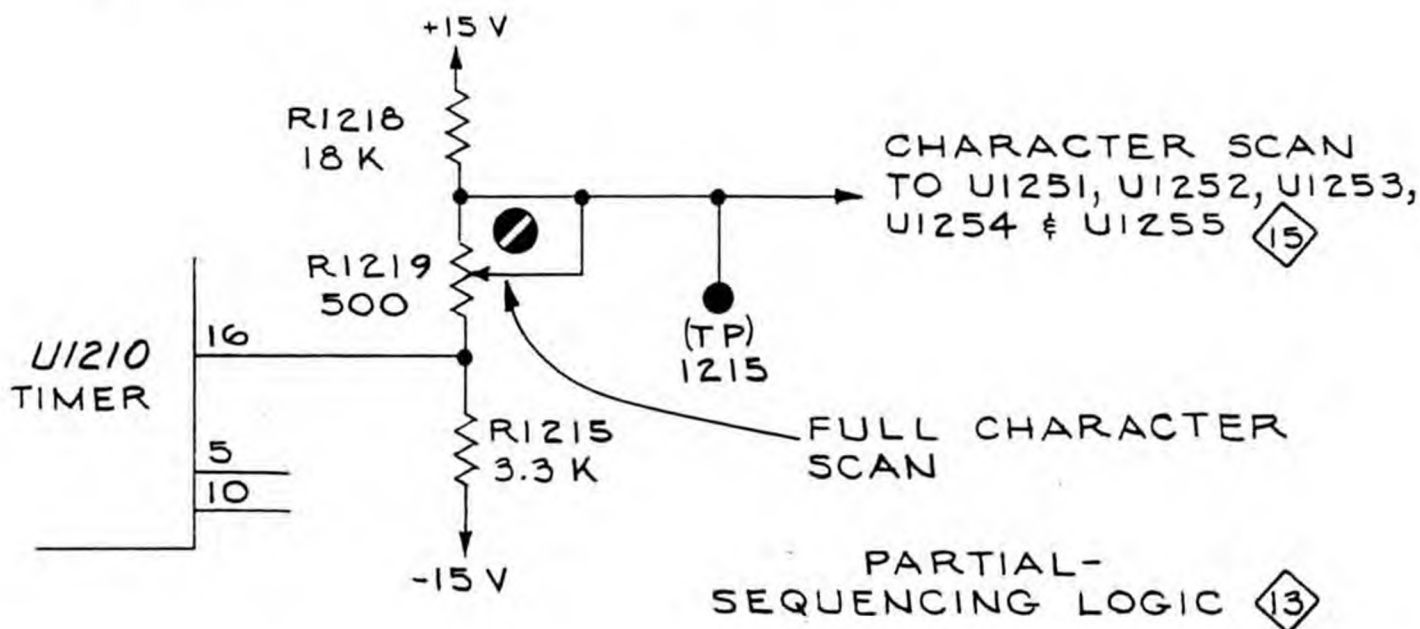 +15 V
R1218
18 K
CHARACTER SCAN
TO U1251, U1252, U1253,
U1254 & U1255 15
R1219
500
(TP)
1215
U1210
TIMER
16
5
10
R1215
3.3 K
FULL CHARACTER
SCAN
-15 V
PARTIAL-
SEQUENCING LOGIC 13